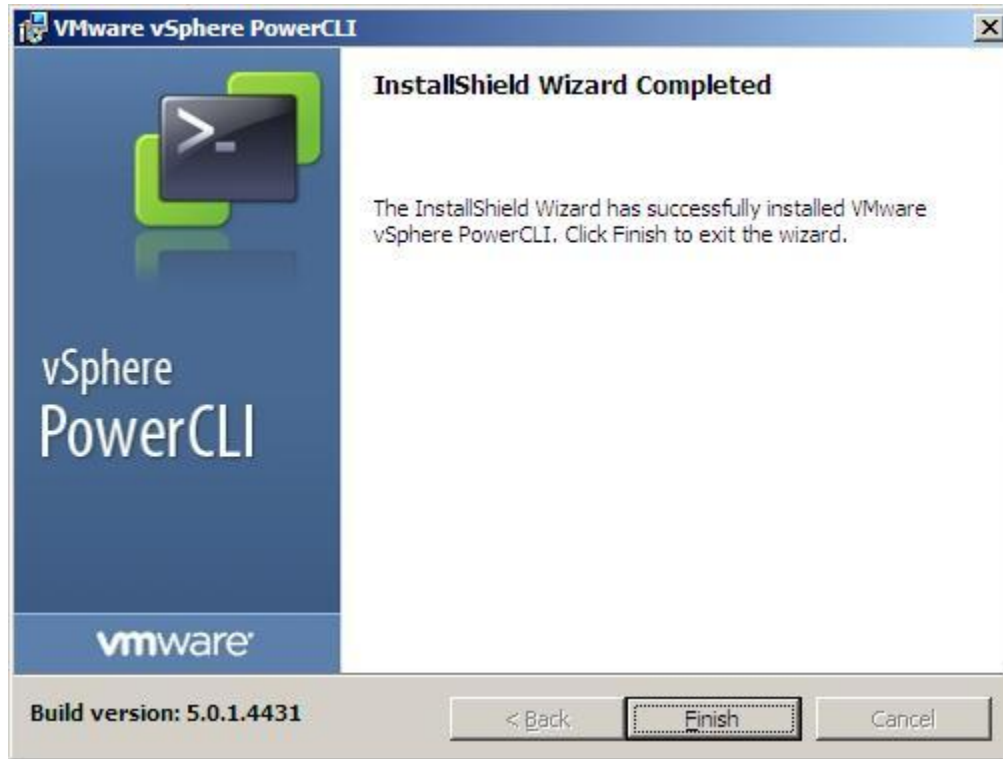 VMware vSphere PowerCLI
InstallShield Wizard Completed
The InstallShield Wizard has successfully installed VMware
vSphere PowerCLI. Click Finish to exit the wizard.
>_
vSphere
PowerCLI
vmware
Build version: 5.0.1.4431
< Back
Finish
Cancel